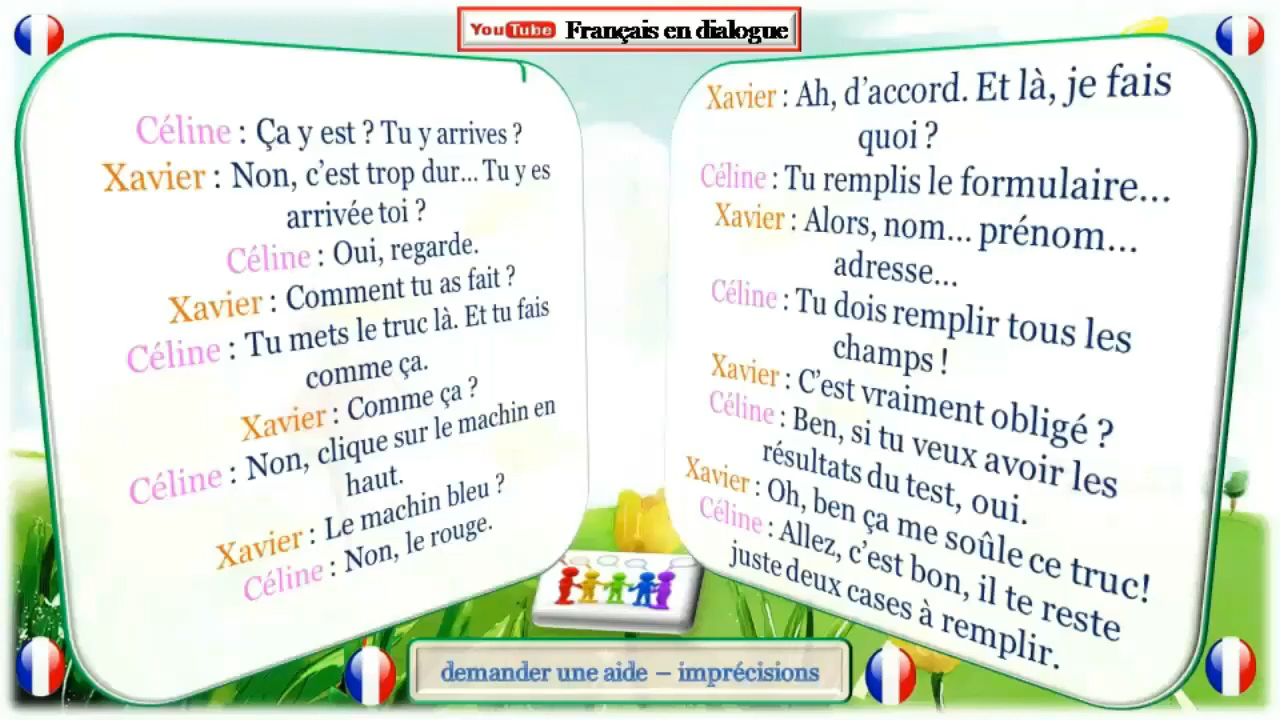 YouTube Français en dialogue
Céline : Ça y est ? Tu y arrives ?
Xavier : Non, c’est trop dur... Tu y es
arrivée toi ?
Céline : Oui, regarde.
Xavier : Comment tu as fait ?
Céline : Tu mets le truc là. Et tu fais
comme ça.
Xavier : Comme ça ?
Céline : Non, clique sur le machin en
haut.
Xavier : Le machin bleu ?
Céline : Non, le rouge.
Xavier : Ah, d’accord. Et là, je fais
quoi ?
Céline : Tu remplis le formulaire...
Xavier : Alors, nom... prénom...
adresse...
Céline : Tu dois remplir tous les
champs !
Xavier : C’est vraiment obligé ?
Céline : Ben, si tu veux avoir les
résultats du test, oui.
Xavier : Oh, ben ça me soûle ce truc!
Céline : Allez, c’est bon, il te reste
juste deux cases à remplir.
demander une aide – imprécisions